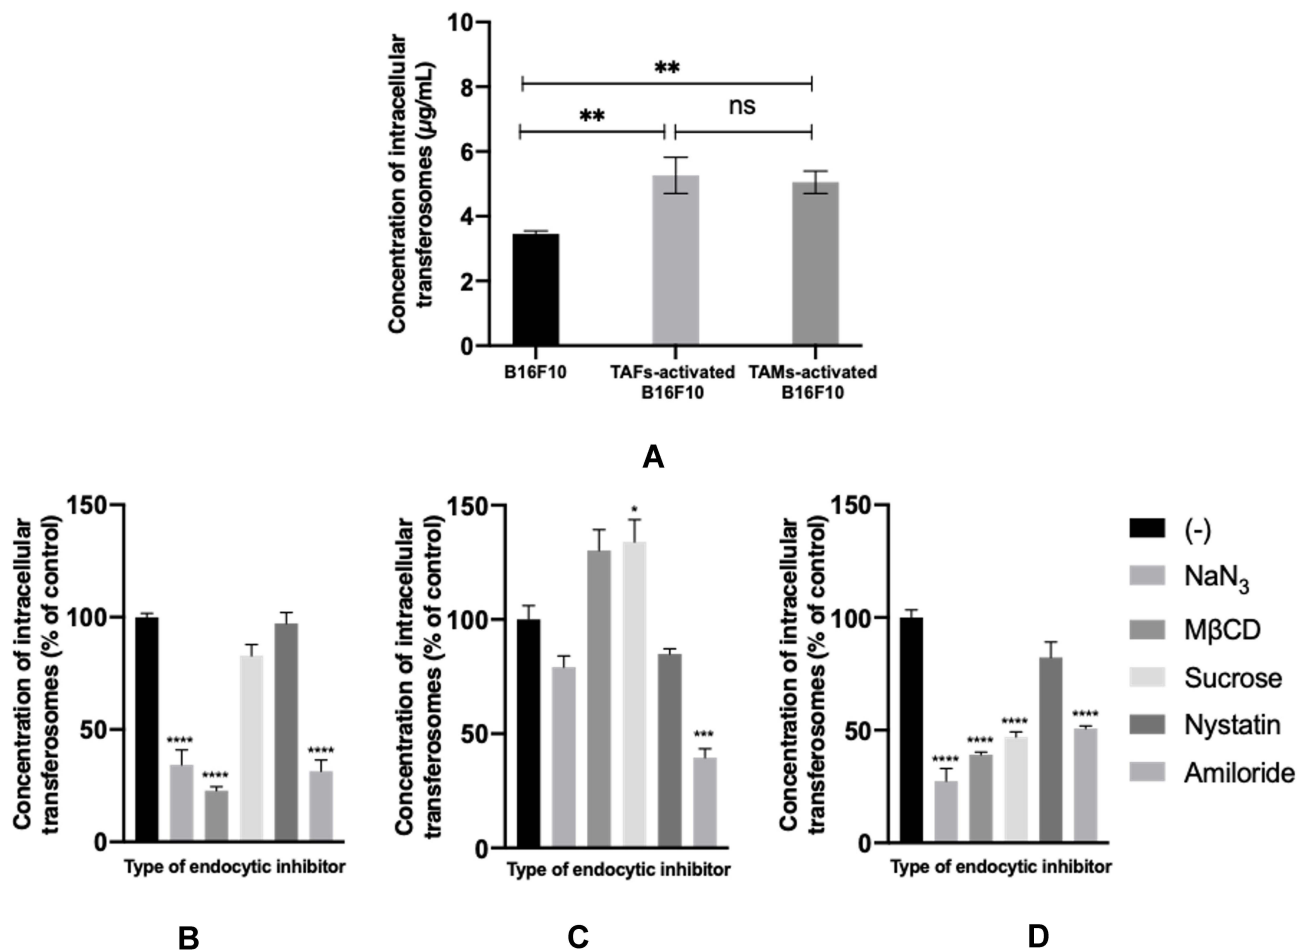 10
8
6
4
2
0
Concentration of intracellular
transferosomes (µg/mL)
**
**
ns
B16F10
TAFs-activated
B16F10
TAMs-activated
B16F10
A
150
100
50
0
Concentration of intracellular
transferosomes (% of control)
****
****
****
Type of endocytic inhibitor
B
150
100
50
0
Concentration of intracellular
transferosomes (% of control)
*
***
Type of endocytic inhibitor
C
150
100
50
0
Concentration of intracellular
transferosomes (% of control)
****
****
****
****
Type of endocytic inhibitor
D
(-)
NaN₃
MβCD
Sucrose
Nystatin
Amiloride